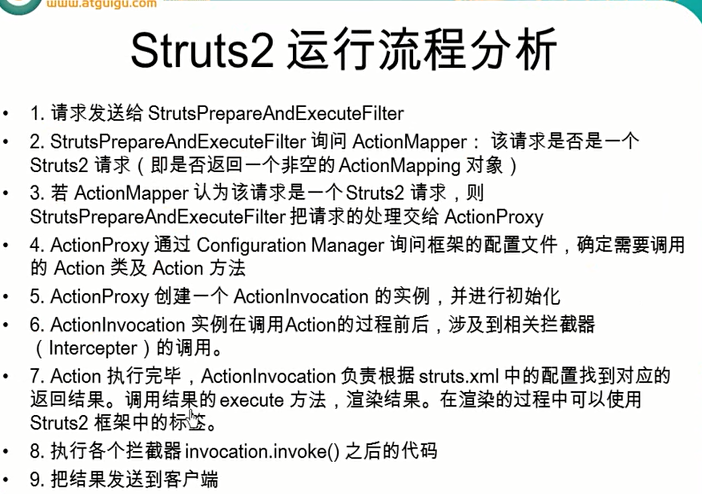 www.atguigu.com
Struts2 运行流程分析
• 1. 请求发送给 StrutsPrepareAndExecuteFilter
• 2. StrutsPrepareAndExecuteFilter 询问 ActionMapper： 该请求是否是一个
Struts2 请求（即是否返回一个非空的 ActionMapping 对象）
• 3. 若 ActionMapper 认为该请求是一个Struts2 请求，则
StrutsPrepareAndExecuteFilter 把请求的处理交给 ActionProxy
• 4. ActionProxy 通过 Configuration Manager 询问框架的配置文件，确定需要调用
的 Action 类及 Action 方法
• 5. ActionProxy 创建一个 ActionInvocation 的实例，并进行初始化
• 6. ActionInvocation 实例在调用Action的过程前后，涉及到相关拦截器
（Intercepter）的调用。
• 7. Action 执行完毕，ActionInvocation 负责根据 struts.xml 中的配置找到对应的
返回结果。调用结果的 execute 方法，渲染结果。在渲染的过程中可以使用
Struts2 框架中的标签。
• 8. 执行各个拦截器 invocation.invoke() 之后的代码
• 9. 把结果发送到客户端